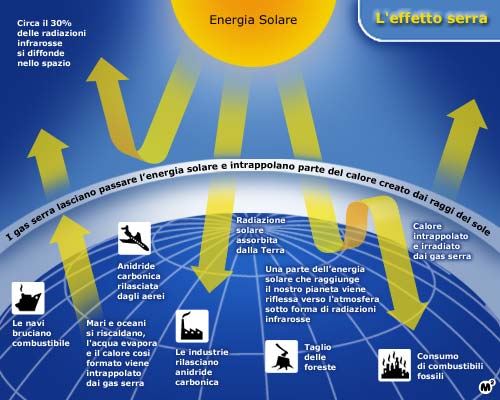 L'effetto serra
Energia Solare
Circa il 30%
delle radiazioni
infrarosse
si diffonde
nello spazio
I gas serra lasciano passare l'energia solare e intrappolano parte del calore creato dai raggi del sole
Anidride
carbonica
rilasciata
dagli aerei
Radiazione
solare
assorbita
dalla Terra
Calore
intrappolato
e irradiato
dai gas serra
Una parte dell'energia
solare che raggiunge
il nostro pianeta viene
riflessa verso l'atmosfera
sotto forma di radiazioni
infrarosse
Le navi
bruciano
combustibile
Mari e oceani
si riscaldano,
l'acqua evapora
e il calore così
formato viene
intrappolato
dai gas serra
Le industrie
rilasciano
anidride
carbonica
Taglio
delle
foreste
Consumo
di combustibili
fossili